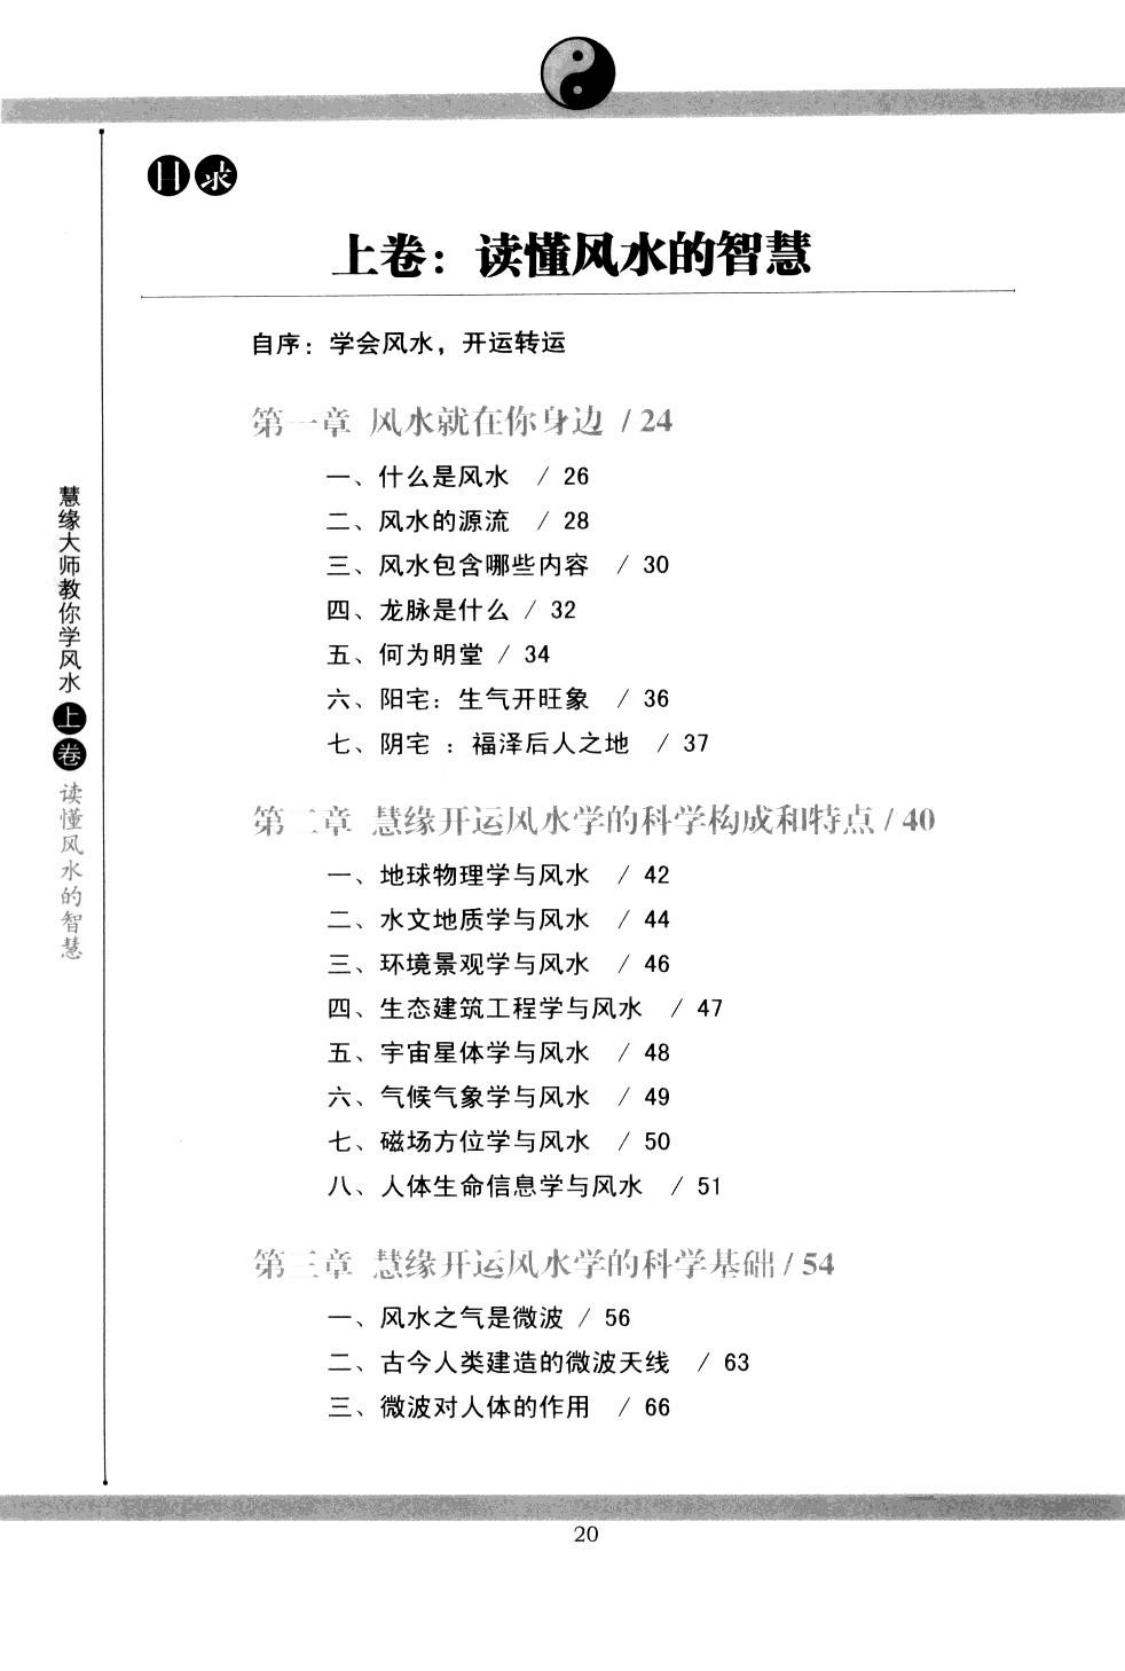 目录
上卷：读懂风水的智慧
自序：学会风水，开运转运
第一章 风水就在你身边 / 24
一、什么是风水 / 26
二、风水的源流 / 28
三、风水包含哪些内容 / 30
四、龙脉是什么 / 32
五、何为明堂 / 34
六、阳宅：生气开旺象 / 36
七、阴宅：福泽后人之地 / 37
第二章 慧缘开运风水学的科学构成和特点 / 40
一、地球物理学与风水 / 42
二、水文地质学与风水 / 44
三、环境景观学与风水 / 46
四、生态建筑工程学与风水 / 47
五、宇宙星体学与风水 / 48
六、气候气象学与风水 / 49
七、磁场方位学与风水 / 50
八、人体生命信息学与风水 / 51
第三章 慧缘开运风水学的科学基础 / 54
一、风水之气是微波 / 56
二、古今人类建造的微波天线 / 63
三、微波对人体的作用 / 66
慧缘大师教你学风水 上卷 读懂风水的智慧
20